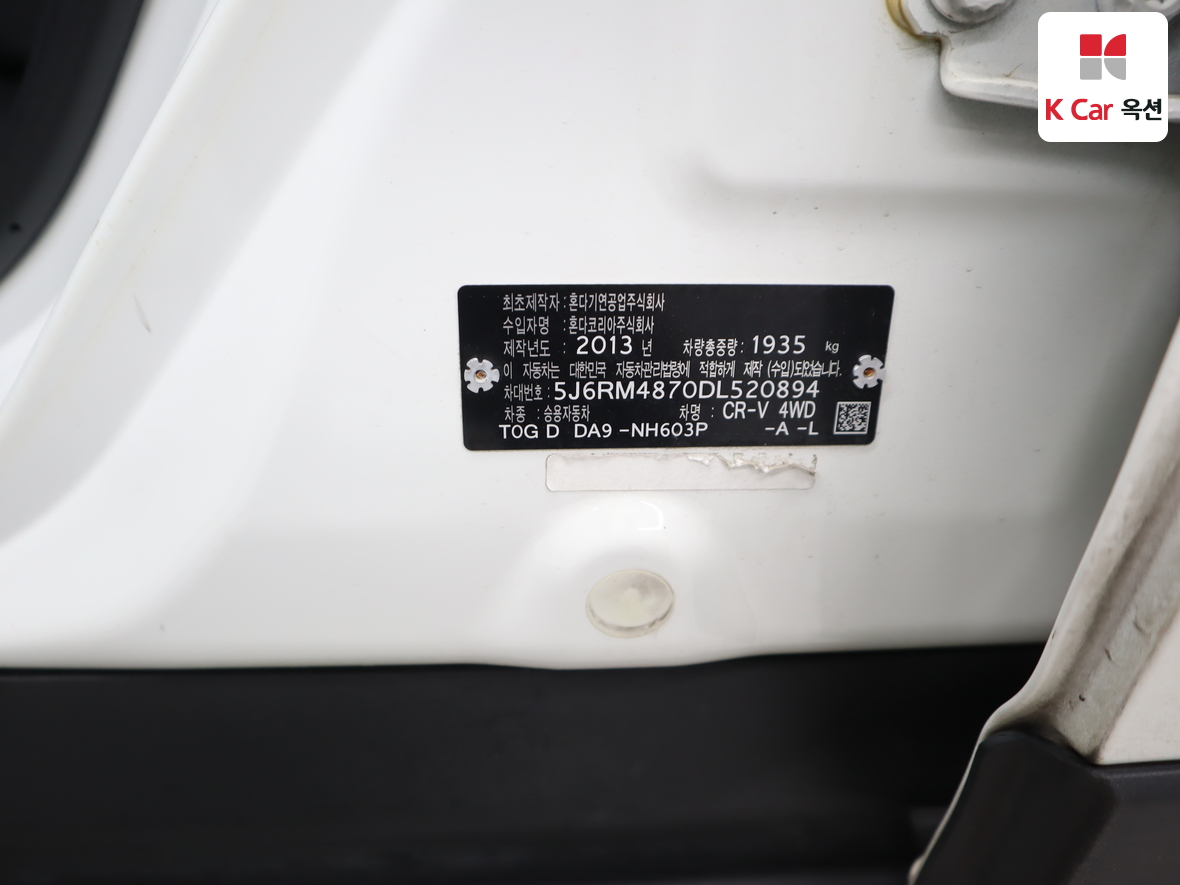 K Car 옥션
최초제작자 : 혼다기연공업주식회사
수입자명 : 혼다코리아주식회사
제작년도 : 2013 년 차량총중량 : 1935 kg
이 자동차는 대한민국 자동차관리법령에 적합하게 제작 (수입)되었습니다.
차대번호 : 5J6RM4870DL520894
차종 : 승용자동차 차명 : CR-V 4WD
T0G D DA9 -NH603P -A -L